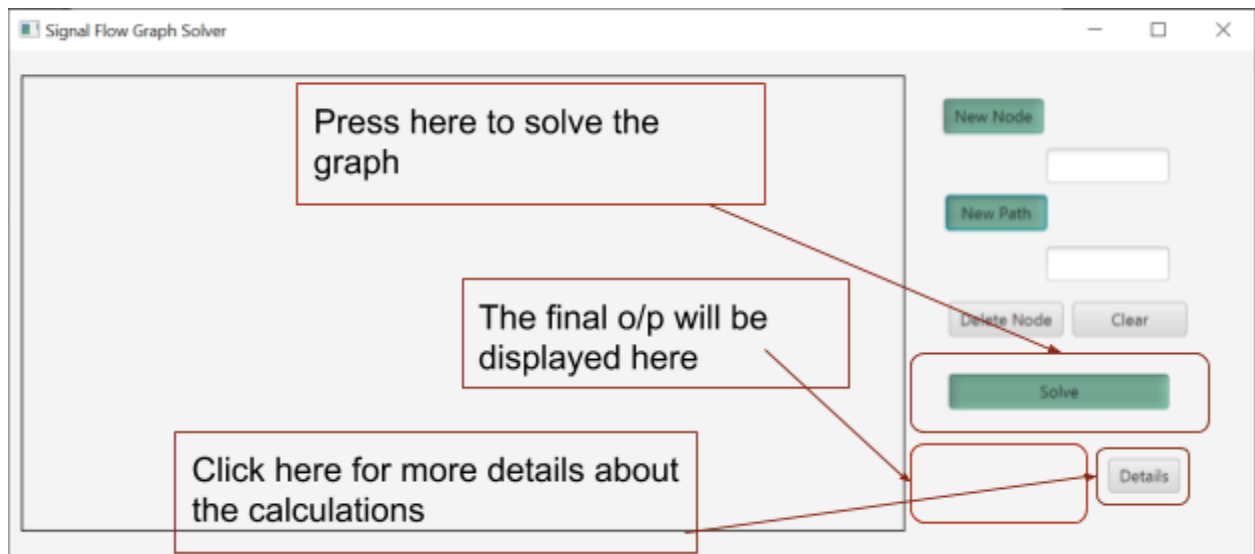 Signal Flow Graph Solver
Press here to solve the
graph
New Node
New Path
The final o/p will be
displayed here
Delete Node
Clear
Solve
Click here for more details about
the calculations
Details